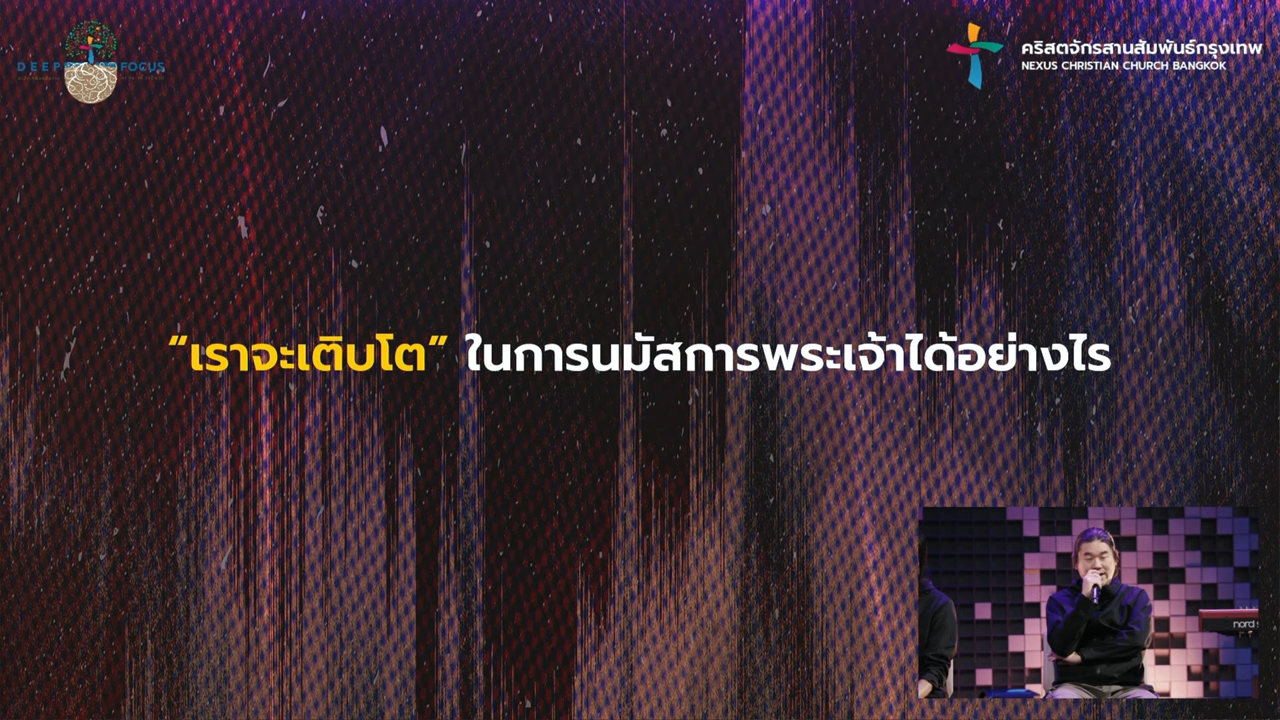 DEEP
FOCUS
คริสตจักรสานสัมพันธ์กรุงเทพ
NEXUS CHRISTIAN CHURCH BANGKOK
“เราจะเติบโต” ในการนมัสการพระเจ้าได้อย่างไร
nord